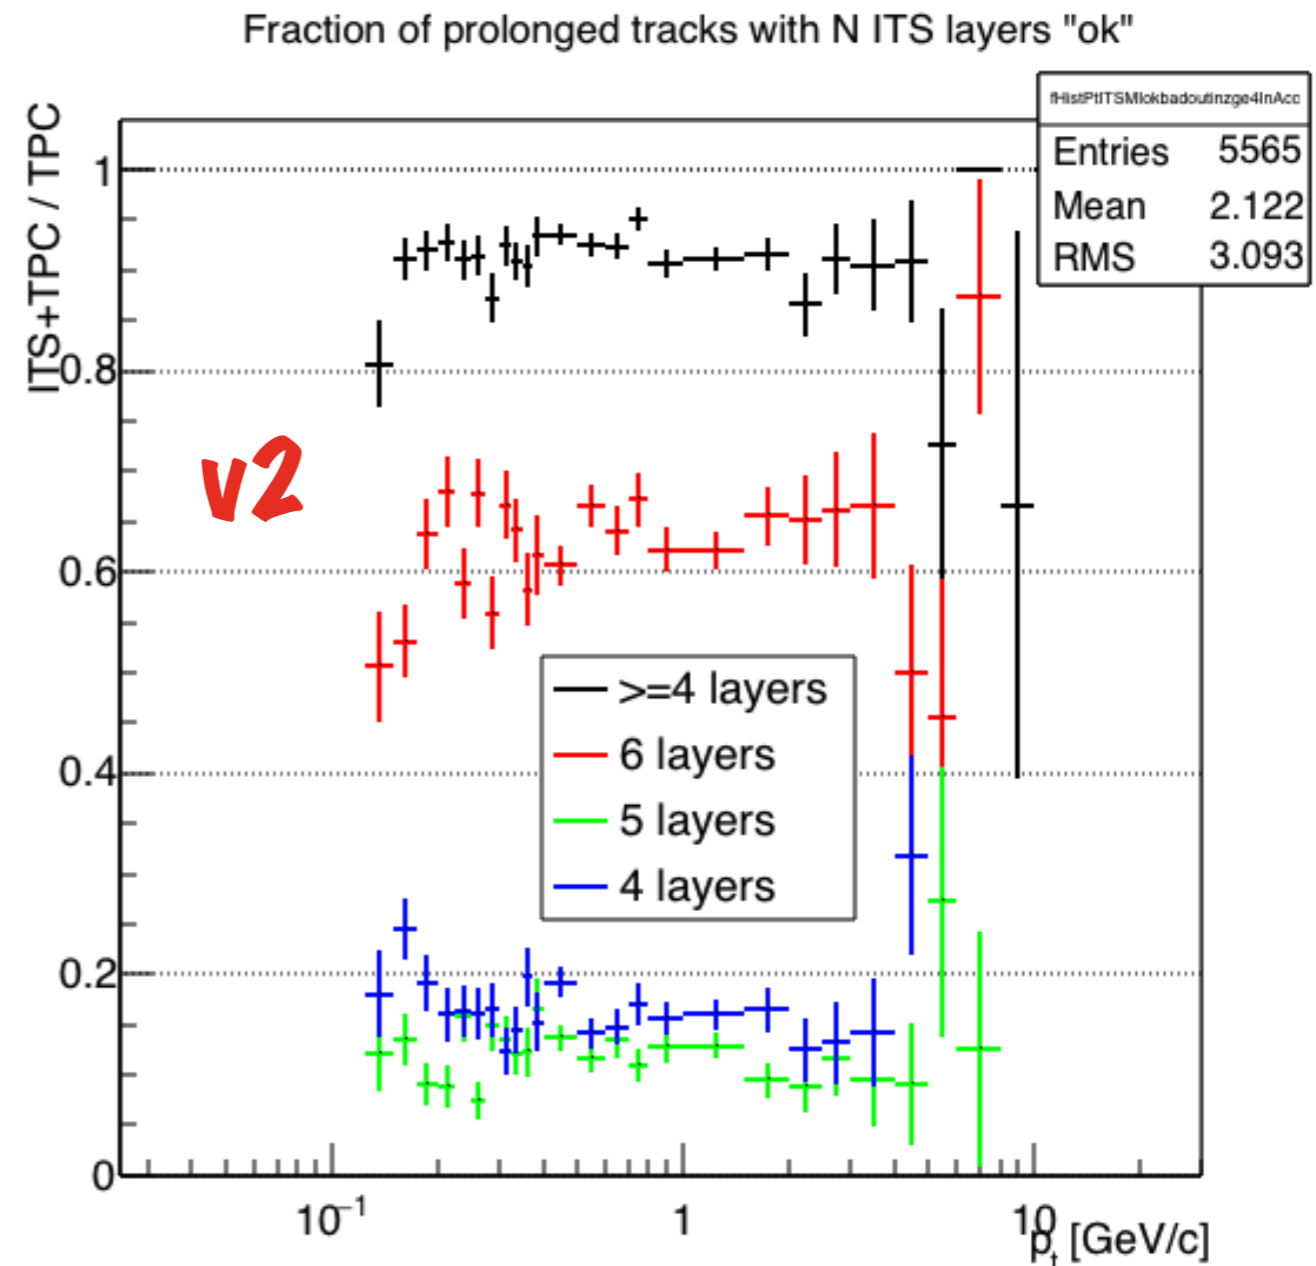 Fraction of prolonged tracks with N ITS layers "ok"
fHistPtITSMIokbadoutinzge4InAcc
Entries 5565
Mean 2.122
RMS 3.093
ITS+TPC / TPC
1
0.8
0.6
0.4
0.2
0
v2
>=4 layers
6 layers
5 layers
4 layers
10⁻¹
1
10
pₜ [GeV/c]